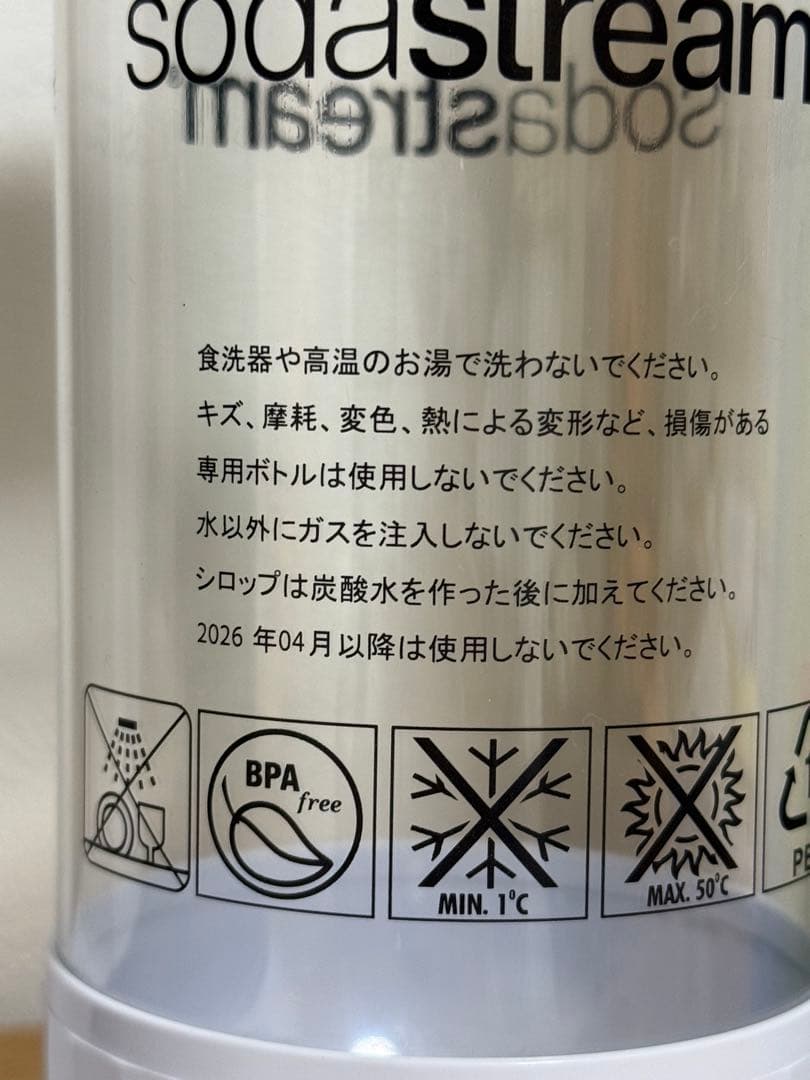 sodastream
sodastream
食洗器や高温のお湯で洗わないでください。
キズ、摩耗、変色、熱による変形など、損傷がある
専用ボトルは使用しないでください。
水以外にガスを注入しないでください。
シロップは炭酸水を作った後に加えてください。
2026 年04月以降は使用しないでください。
BPA
free
MIN. 1°C
MAX. 50°C
PE